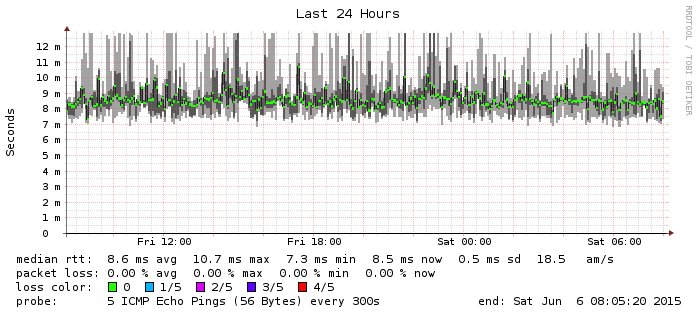 Last 24 Hours
RRDTOOL / TOBI OETIKER
Seconds
12 m
11 m
10 m
9 m
8 m
7 m
6 m
5 m
4 m
3 m
2 m
1 m
0
Fri 12:00 Fri 18:00 Sat 00:00 Sat 06:00
median rtt: 8.6 ms avg 10.7 ms max 7.3 ms min 8.5 ms now 0.5 ms sd 18.5 am/s
packet loss: 0.00 % avg 0.00 % max 0.00 % min 0.00 % now
loss color: 0 1/5 2/5 3/5 4/5
probe: 5 ICMP Echo Pings (56 Bytes) every 300s end: Sat Jun 6 08:05:20 2015